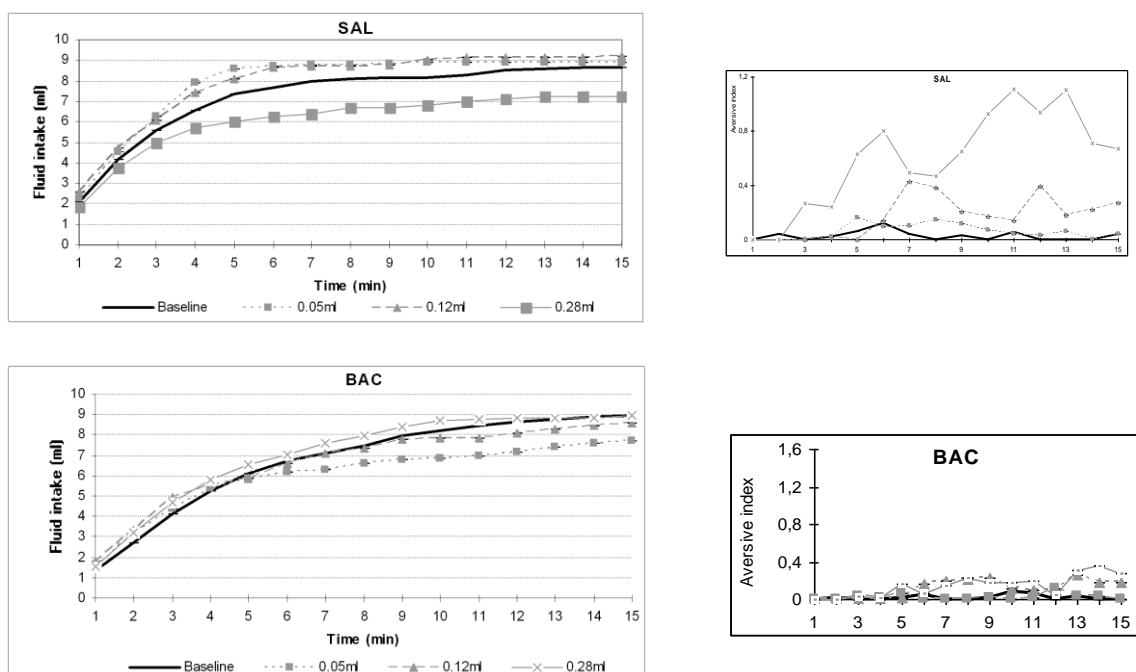 SAL
Fluid intake (ml)
10
9
8
7
6
5
4
3
2
1
0
1 2 3 4 5 6 7 8 9 10 11 12 13 14 15
Time (min)
Baseline 0.05ml 0.12ml 0.28ml
SAL
Aversive index
1,2
0,8
0,4
0
1 3 5 7 9 11 13 15
BAC
Fluid intake (ml)
10
9
8
7
6
5
4
3
2
1
0
1 2 3 4 5 6 7 8 9 10 11 12 13 14 15
Time (min)
Baseline 0.05ml 0.12ml 0.28ml
BAC
Aversive index
1,6
1,2
0,8
0,4
0
1 3 5 7 9 11 13 15